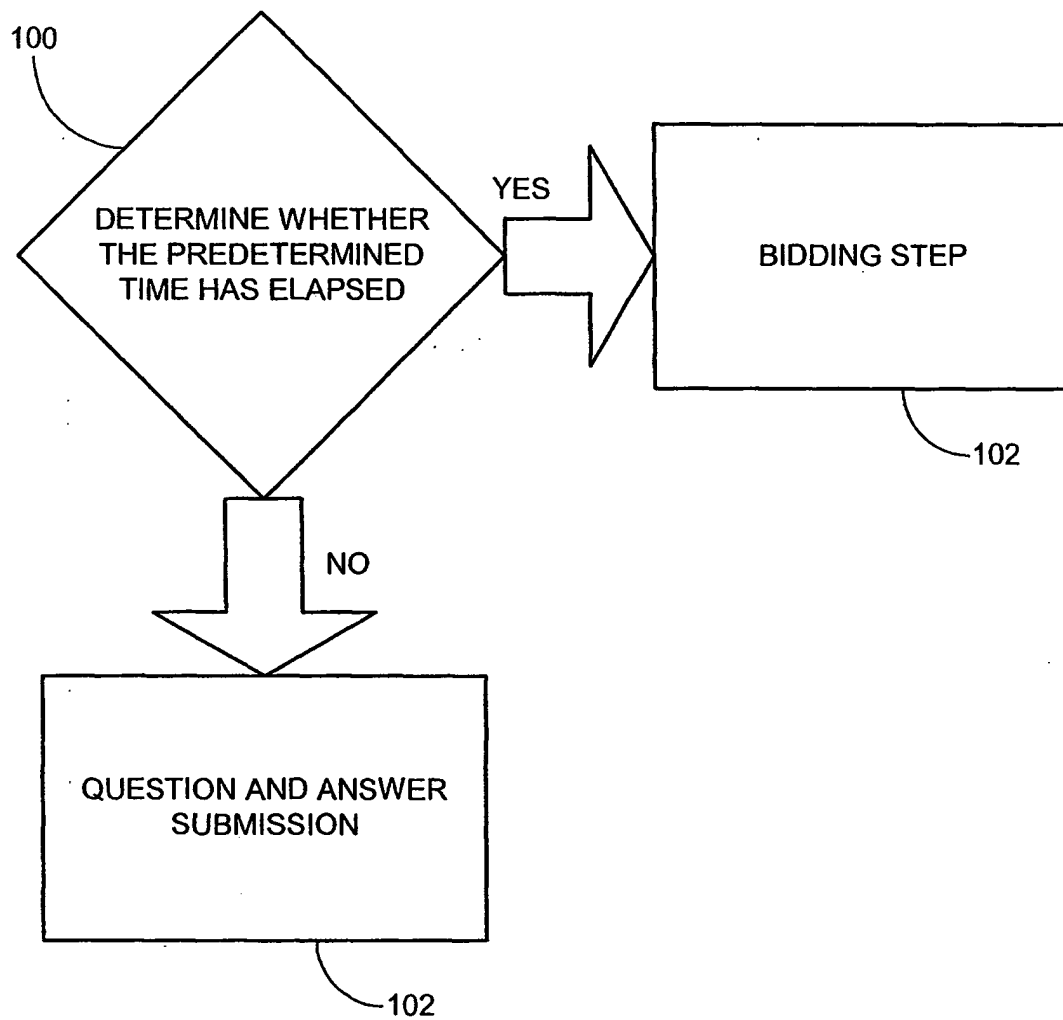 100
DETERMINE WHETHER
THE PREDETERMINED
TIME HAS ELAPSED
YES
BIDDING STEP
102
NO
QUESTION AND ANSWER
SUBMISSION
102